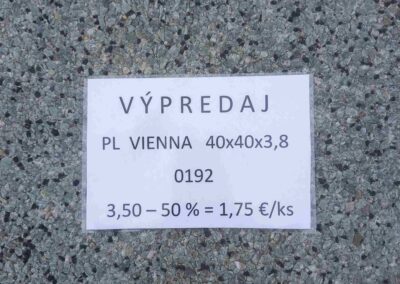 VÝPREDAJ
PL VIENNA 40x40x3,8
0192
3,50 – 50 % = 1,75 €/ks